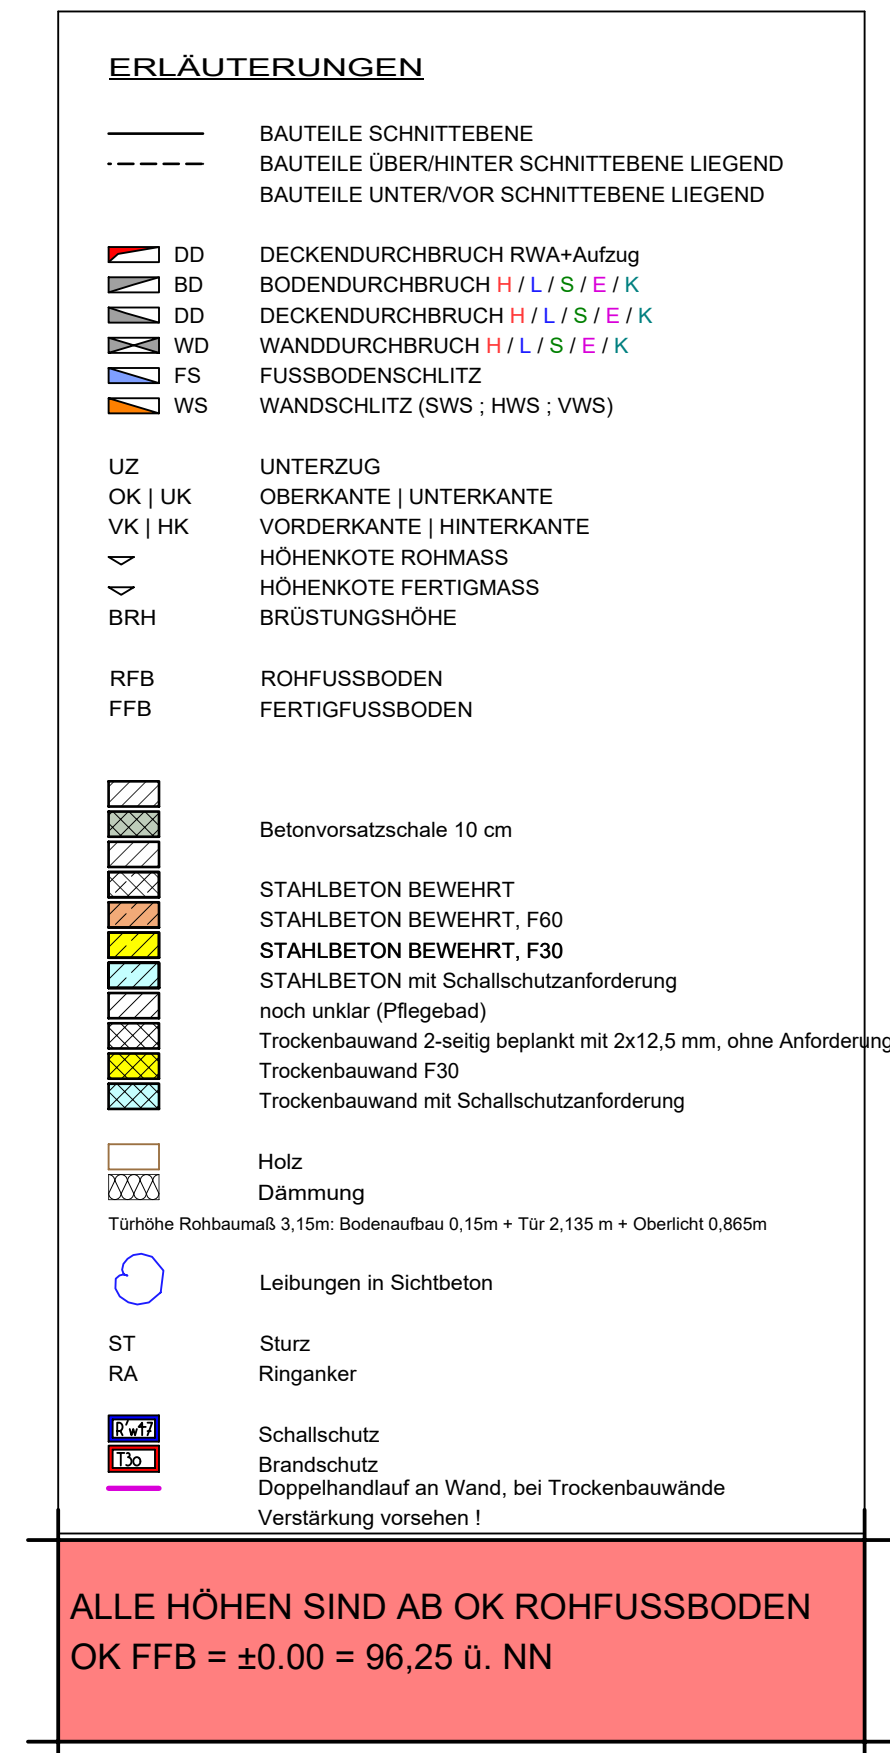 ERLÄUTERUNGEN
BAUTEILE SCHNITTEBENE
BAUTEILE ÜBER/HINTER SCHNITTEBENE LIEGEND
BAUTEILE UNTER/VOR SCHNITTEBENE LIEGEND
DD DECKENDURCHBRUCH RWA+Aufzug
BD BODENDURCHBRUCH H / L / S / E / K
DD DECKENDURCHBRUCH H / L / S / E / K
WD WANDDURCHBRUCH H / L / S / E / K
FS FUSSBODENSCHLITZ
WS WANDSCHLITZ (SWS ; HWS ; VWS)
UZ UNTERZUG
OK | UK OBERKANTE | UNTERKANTE
VK | HK VORDERKANTE | HINTERKANTE
HÖHENKOTE ROHMASS
HÖHENKOTE FERTIGMASS
BRH BRÜSTUNGSHÖHE
RFB ROHFUSSBODEN
FFB FERTIGFUSSBODEN
Betonvorsatzschale 10 cm
STAHLBETON BEWEHRT
STAHLBETON BEWEHRT, F60
STAHLBETON BEWEHRT, F30
STAHLBETON mit Schallschutzanforderung
noch unklar (Pflegebad)
Trockenbauwand 2-seitig beplankt mit 2x12,5 mm, ohne Anforderung
Trockenbauwand F30
Trockenbauwand mit Schallschutzanforderung
Holz
Dämmung
Türhöhe Rohbaumaß 3,15m: Bodenaufbau 0,15m + Tür 2,135 m + Oberlicht 0,865m
Leibungen in Sichtbeton
ST Sturz
RA Ringanker
R'w47 Schallschutz
T30 Brandschutz
Doppelhandlauf an Wand, bei Trockenbauwände
Verstärkung vorsehen !
ALLE HÖHEN SIND AB OK ROHFUSSBODEN
OK FFB = ±0.00 = 96,25 ü. NN